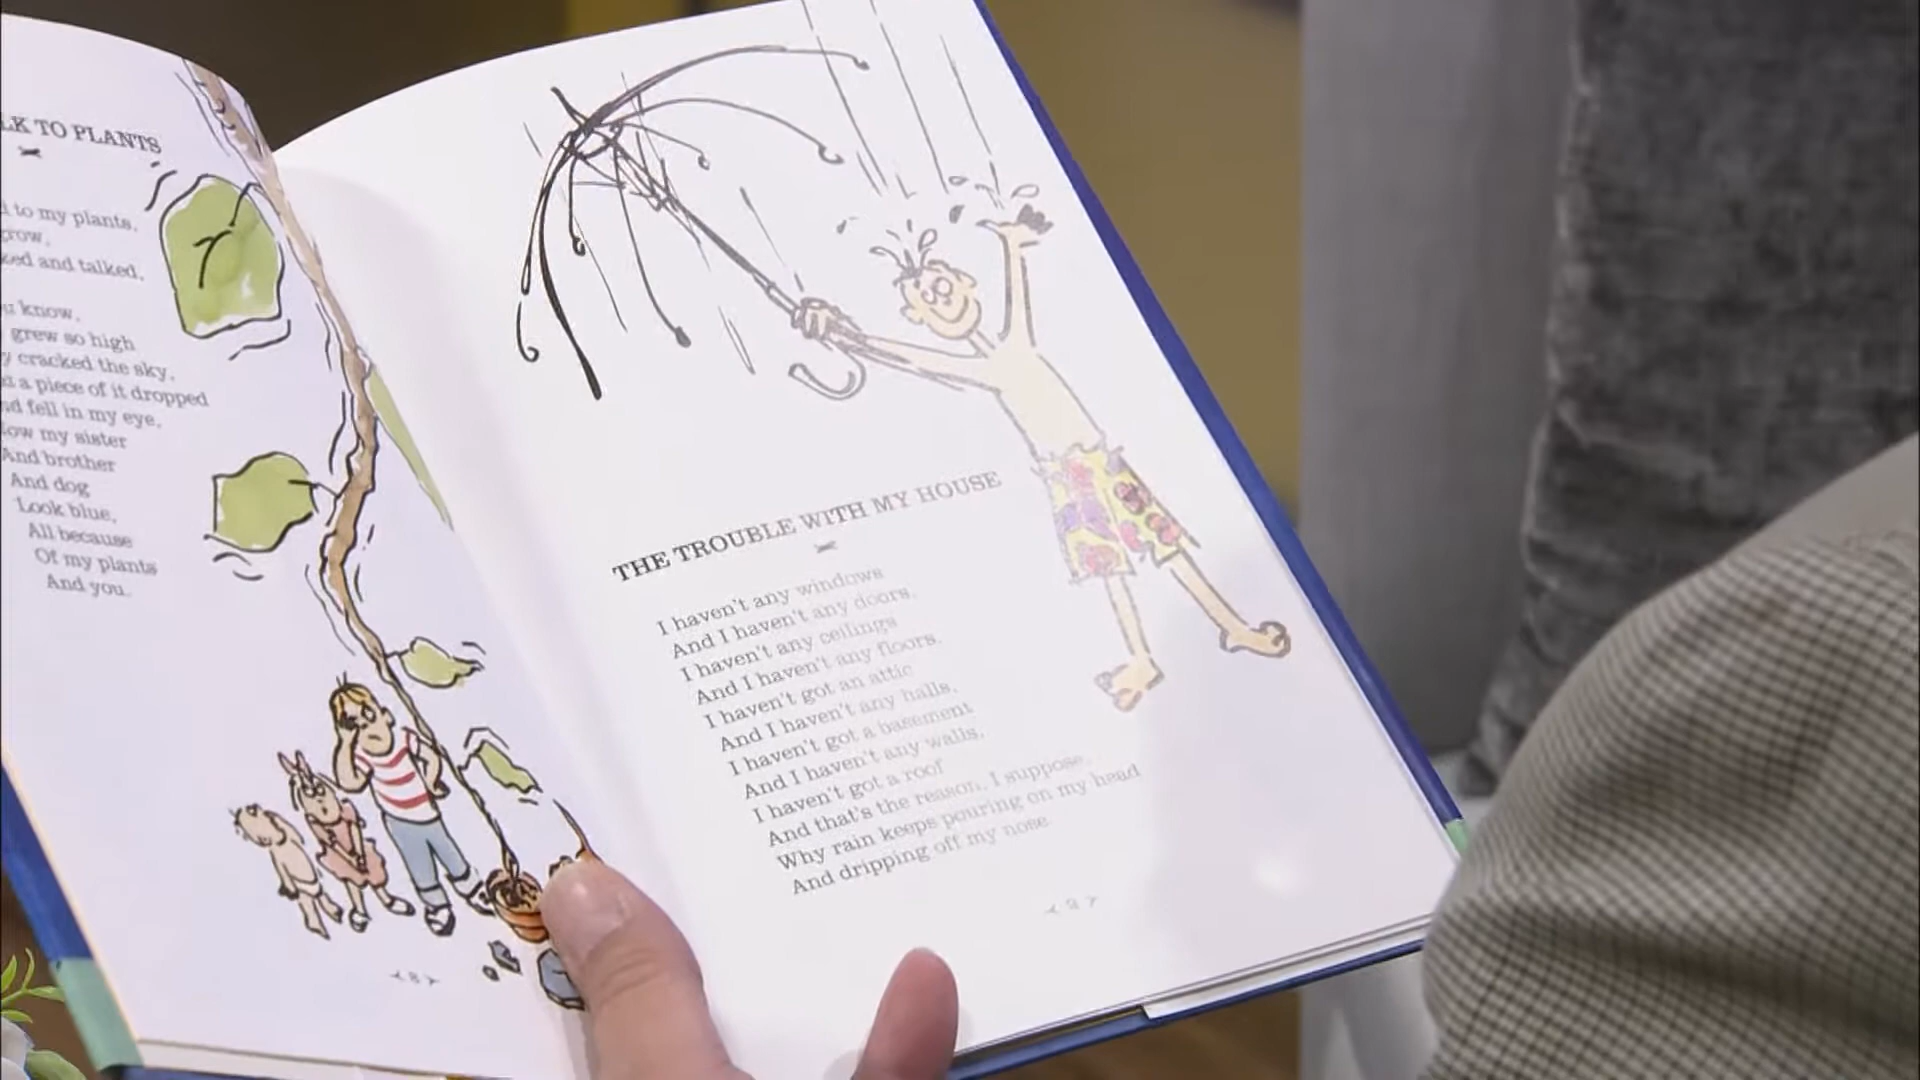 LK TO PLANTS
to my plants,
row,
ked and talked,
u know,
grew so high
y cracked the sky,
a piece of it dropped
nd fell in my eye,
ow my sister
And brother
And dog
Look blue,
All because
Of my plants
And you.
8
THE TROUBLE WITH MY HOUSE
I haven't any windows
And I haven't any doors,
I haven't any ceilings
And I haven't any floors.
I haven't got an attic
And I haven't any halls,
I haven't got a basement
And I haven't any walls,
I haven't got a roof
And that's the reason, I suppose,
Why rain keeps pouring on my head
And dripping off my nose.
9